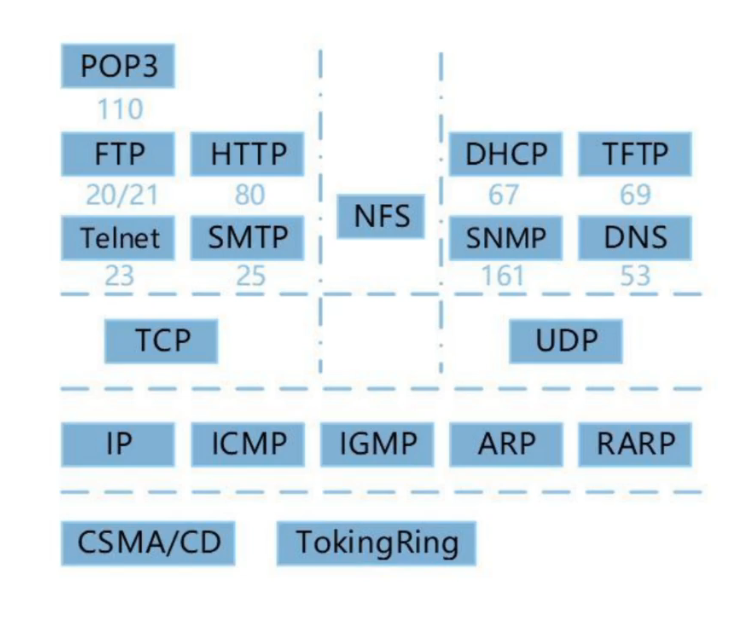 POP3
110
FTP HTTP DHCP TFTP
20/21 80 67 69
NFS
Telnet SMTP SNMP DNS
23 25 161 53
TCP UDP
IP ICMP IGMP ARP RARP
CSMA/CD TokingRing